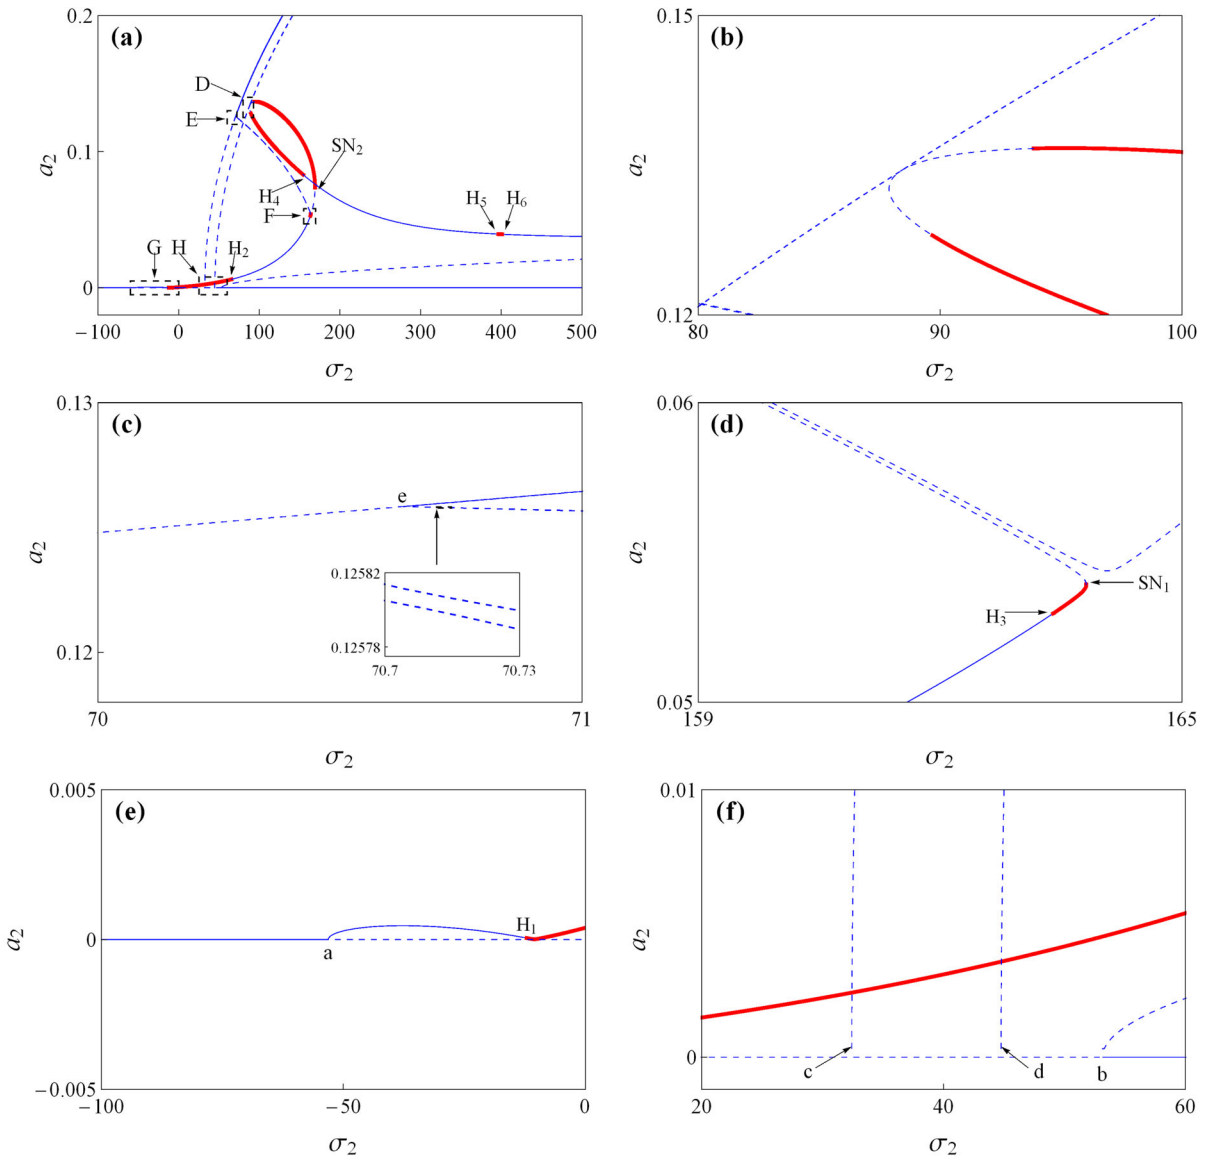 (a)
0.2
0.1
0
a₂
D
E
SN₂
H₄
F
H₅ H₆
G H H₂
−100 0 100 200 300 400 500
σ₂
(b)
0.15
0.12
a₂
80 90 100
σ₂
(c)
0.13
0.12
a₂
e
0.12582
0.12578
70.7 70.73
70 71
σ₂
(d)
0.06
0.05
a₂
SN₁
H₃
159 165
σ₂
(e)
0.005
0
−0.005
a₂
H₁
a
−100 −50 0
σ₂
(f)
0.01
0
a₂
c d b
20 40 60
σ₂